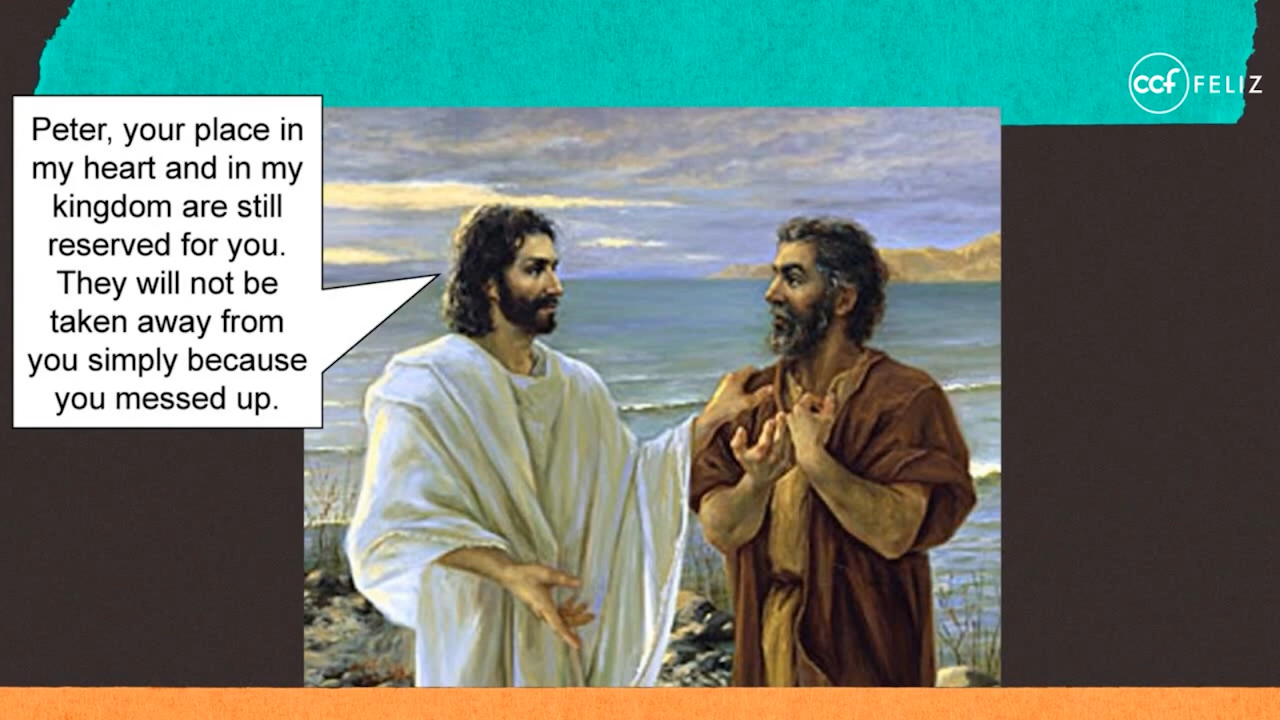 ccf FELIZ
Peter, your place in
my heart and in my
kingdom are still
reserved for you.
They will not be
taken away from
you simply because
you messed up.